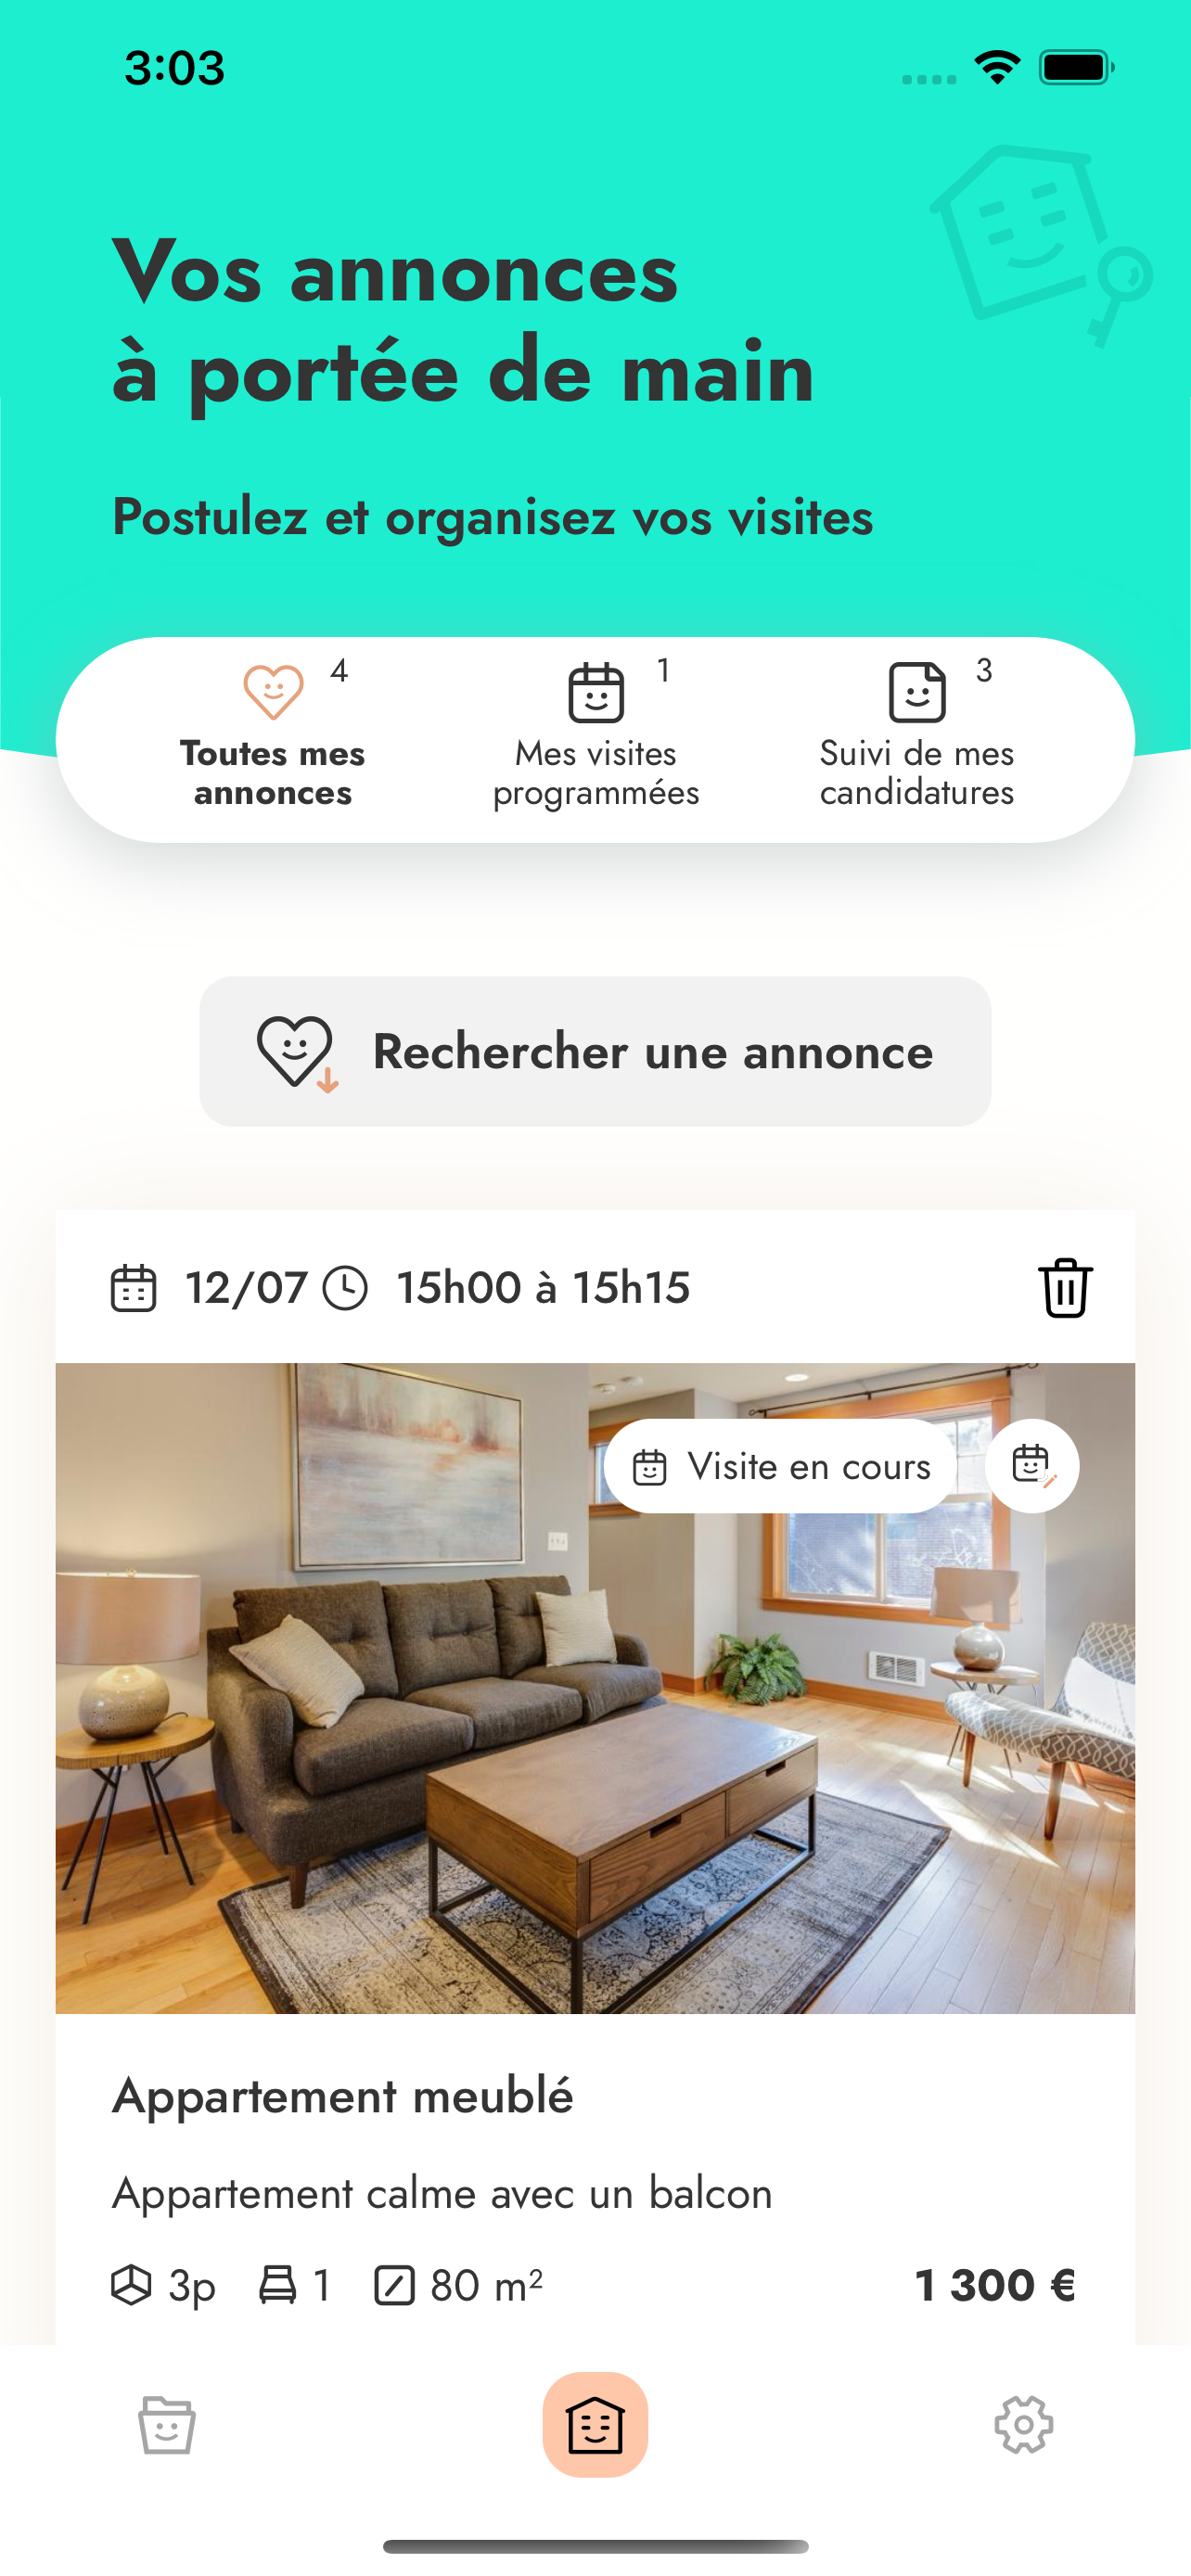 3:03
Vos annonces
à portée de main
Postulez et organisez vos visites
4
Toutes mes
annonces
1
Mes visites
programmées
3
Suivi de mes
candidatures
Rechercher une annonce
12/07 15h00 à 15h15
Visite en cours
Appartement meublé
Appartement calme avec un balcon
3p 1 80 m² 1 300 €